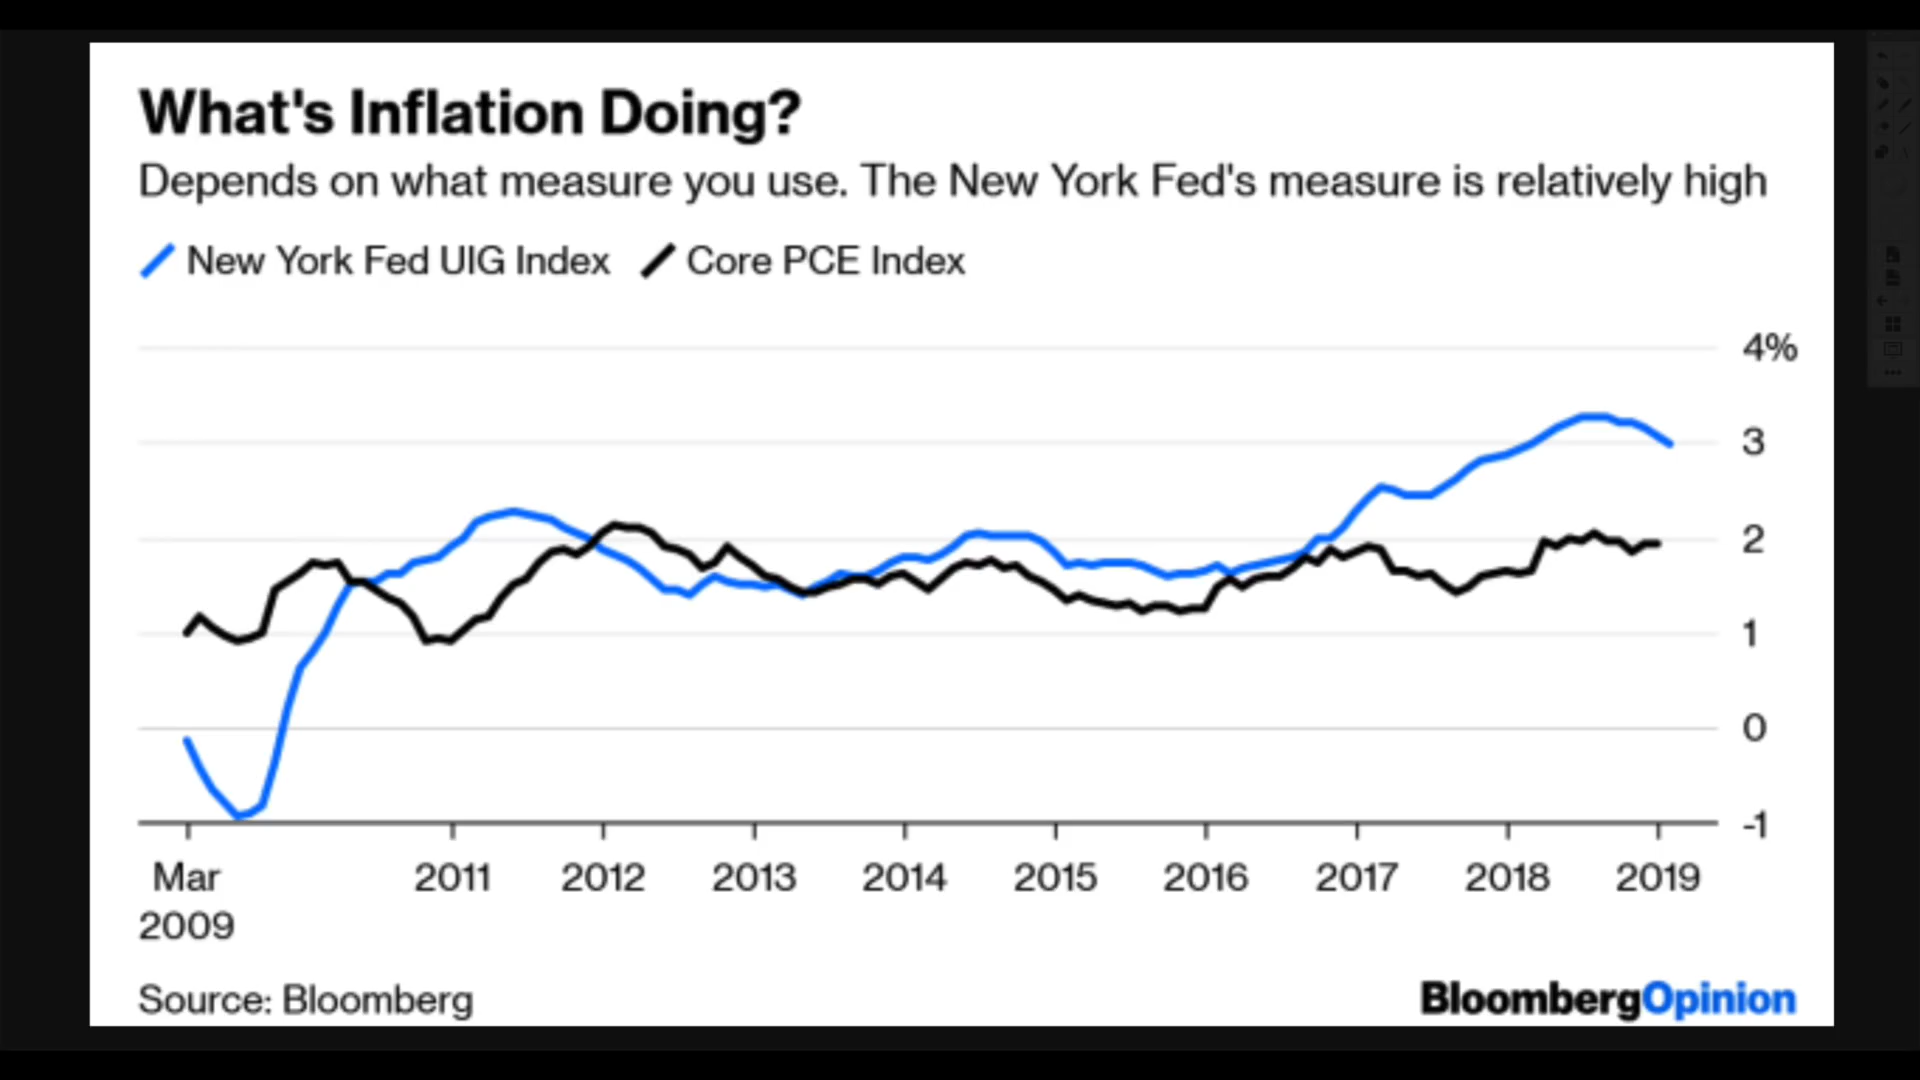 What's Inflation Doing?
Depends on what measure you use. The New York Fed's measure is relatively high
New York Fed UIG Index Core PCE Index
4%
3
2
1
0
-1
Mar 2009 2011 2012 2013 2014 2015 2016 2017 2018 2019
Source: Bloomberg
BloombergOpinion